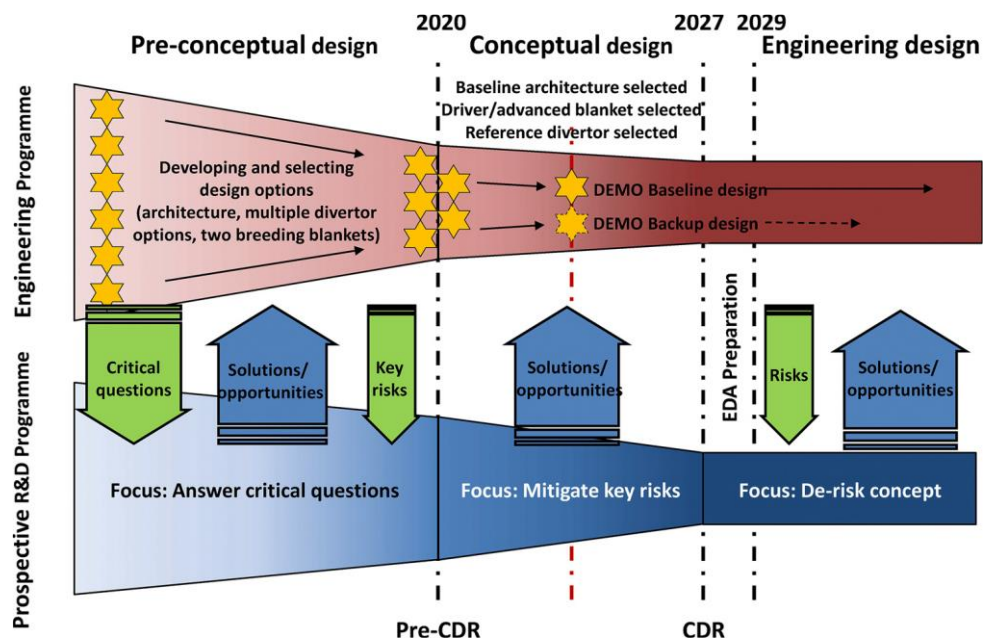 2020
2027 2029
Pre-conceptual design
Conceptual design
Engineering design
Baseline architecture selected
Driver/advanced blanket selected
Reference divertor selected
Engineering Programme
Developing and selecting
design options
(architecture, multiple divertor
options, two breeding blankets)
DEMO Baseline design
DEMO Backup design
Critical
questions
Solutions/
opportunities
Key
risks
Solutions/
opportunities
EDA Preparation
Risks
Solutions/
opportunities
Prospective R&D Programme
Focus: Answer critical questions
Focus: Mitigate key risks
Focus: De-risk concept
Pre-CDR
CDR